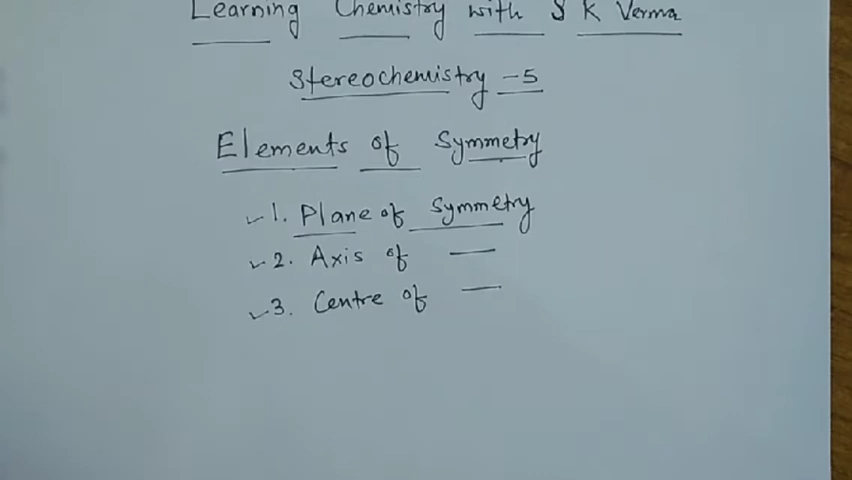 Learning Chemistry with S K Verma
Stereochemistry -5
Elements of Symmetry
✓1. Plane of Symmetry
✓2. Axis of —
✓3. Centre of —